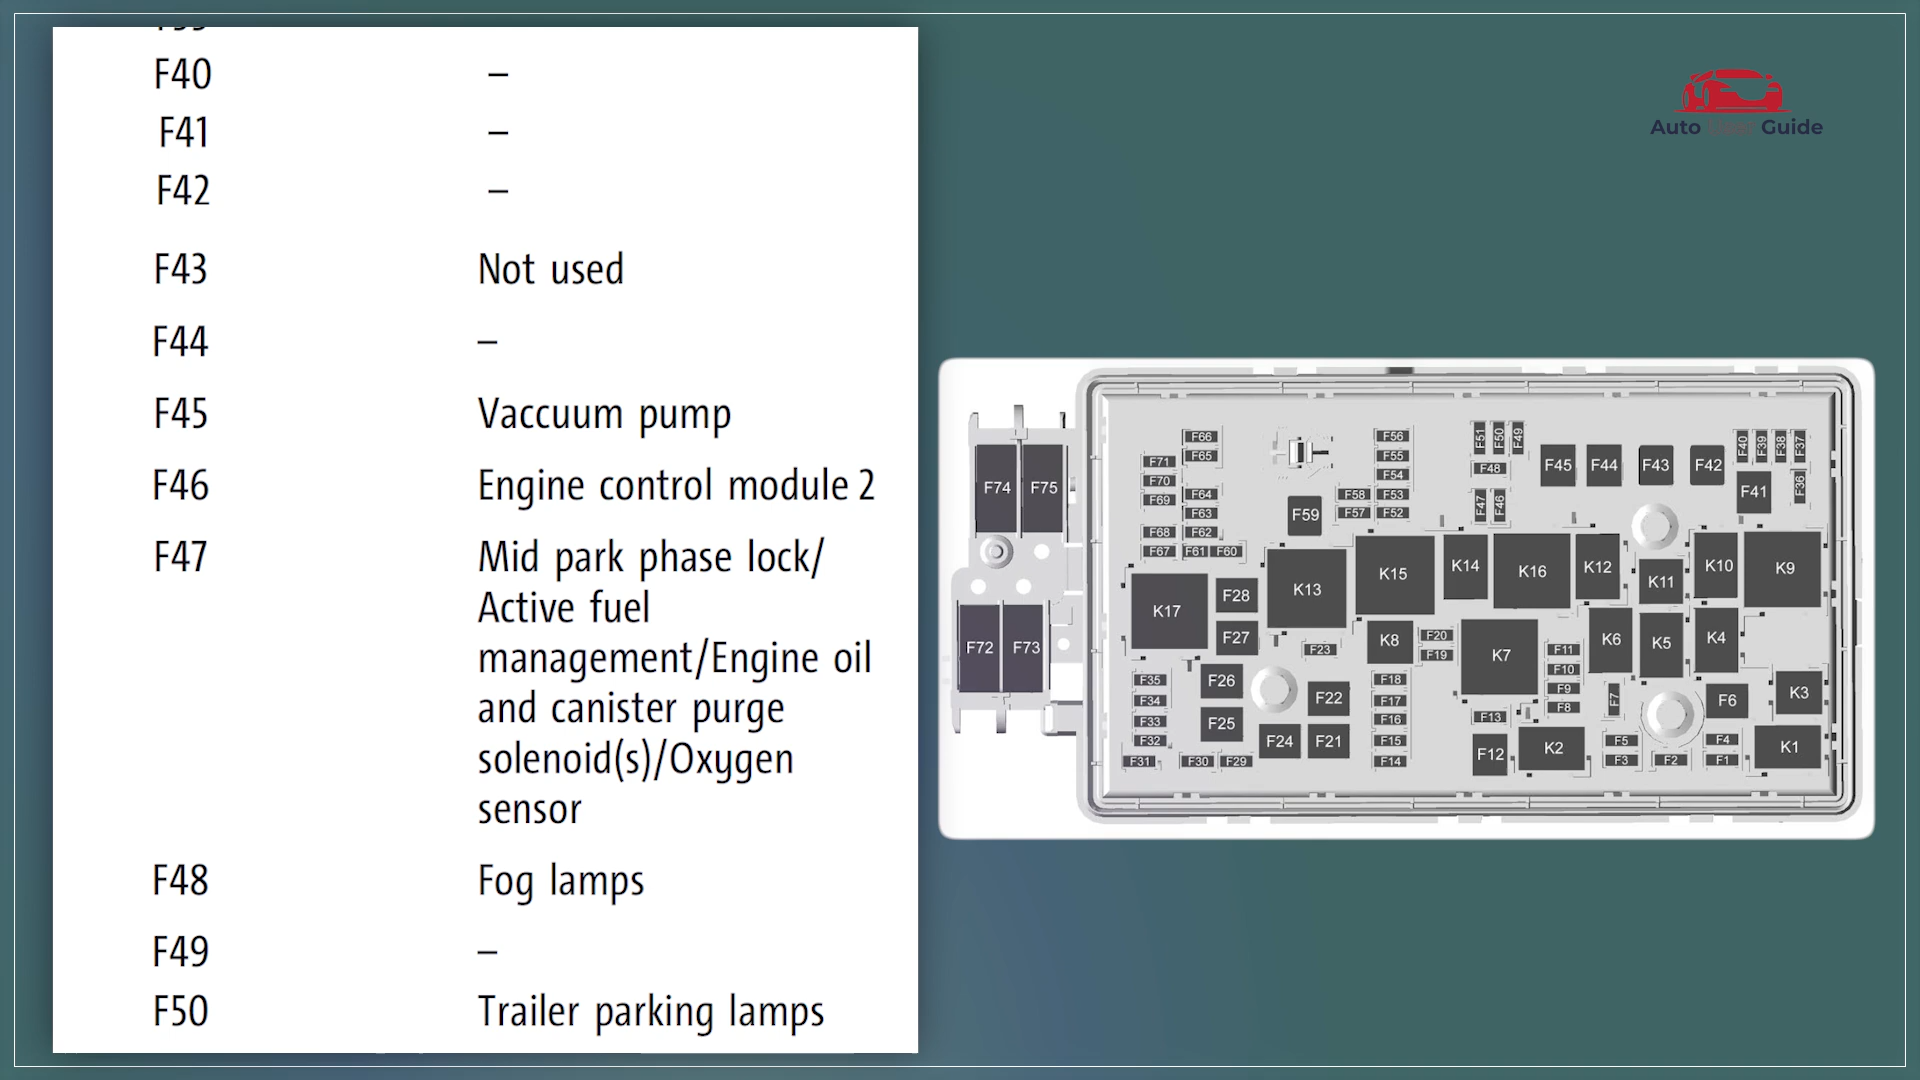 F40 –
F41 –
F42 –
F43 Not used
F44 –
F45 Vaccuum pump
F46 Engine control module 2
F47 Mid park phase lock/
Active fuel
management/Engine oil
and canister purge
solenoid(s)/Oxygen
sensor
F48 Fog lamps
F49 –
F50 Trailer parking lamps
Auto User Guide
F74 F75
F72 F73
F66
F65
F71
F70
F69
F64
F63
F68 F62
F67 F61 F60
F59
F58
F57
F56
F55
F54
F53
F52
F51 F50 F49
F48
F47 F46
F45 F44 F43 F42
F40 F39 F38 F37
F41 F36
K17 F28 K13 K15 K14 K16 K12 K11 K10 K9
F27 F23 K8 F20
F19
K7
F11
F10
F9
F8
K6 K5 K4
F7
F35
F34
F33
F32
F31 F30 F29
F26
F25
F24
F22
F21
F18
F17
F16
F15
F14
F13
F12 K2
F5
F3
F2
F6
F4
F1
K3
K1